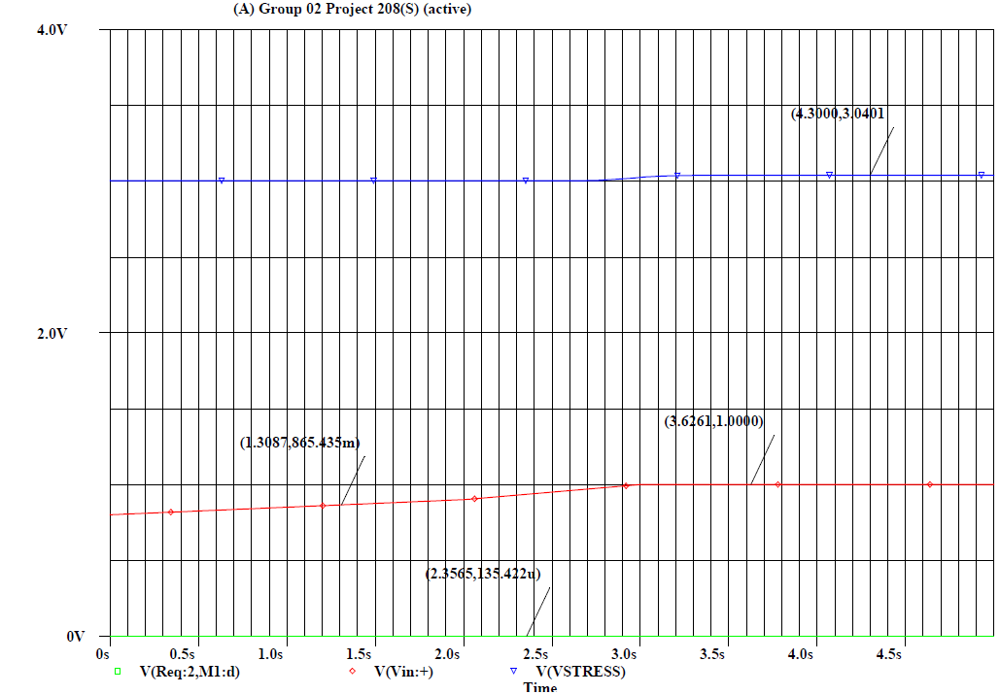 (A) Group 02 Project 208(S) (active)
4.0V
(4.3000,3.0401
2.0V
(3.6261,1.0000)
(1.3087,865.435m)
(2.3565,135.422u)
0V
0s 0.5s 1.0s 1.5s 2.0s 2.5s 3.0s 3.5s 4.0s 4.5s
V(Req:2,M1:d) V(Vin:+) V(VSTRESS)
Time